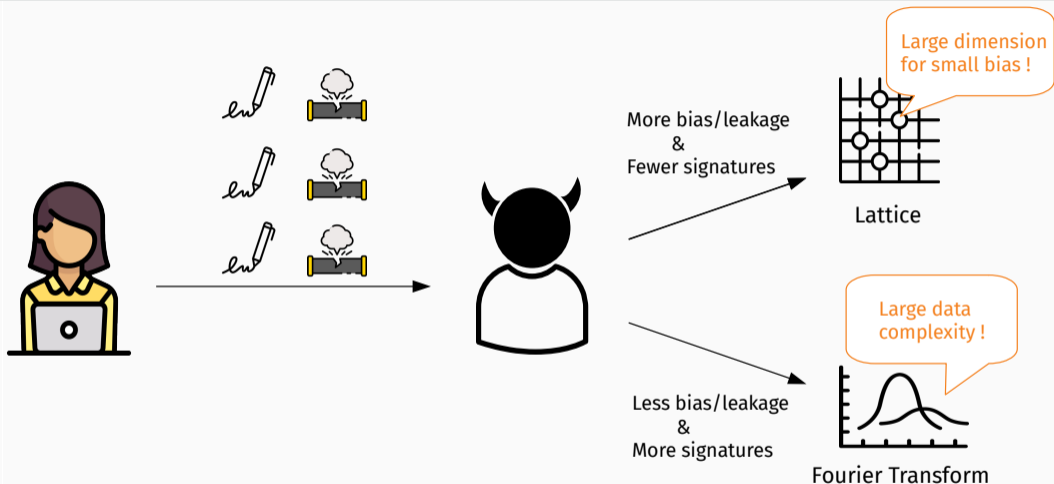 Large dimension
for small bias !
More bias/leakage
&
Fewer signatures
Lattice
Large data
complexity !
Less bias/leakage
&
More signatures
Fourier Transform